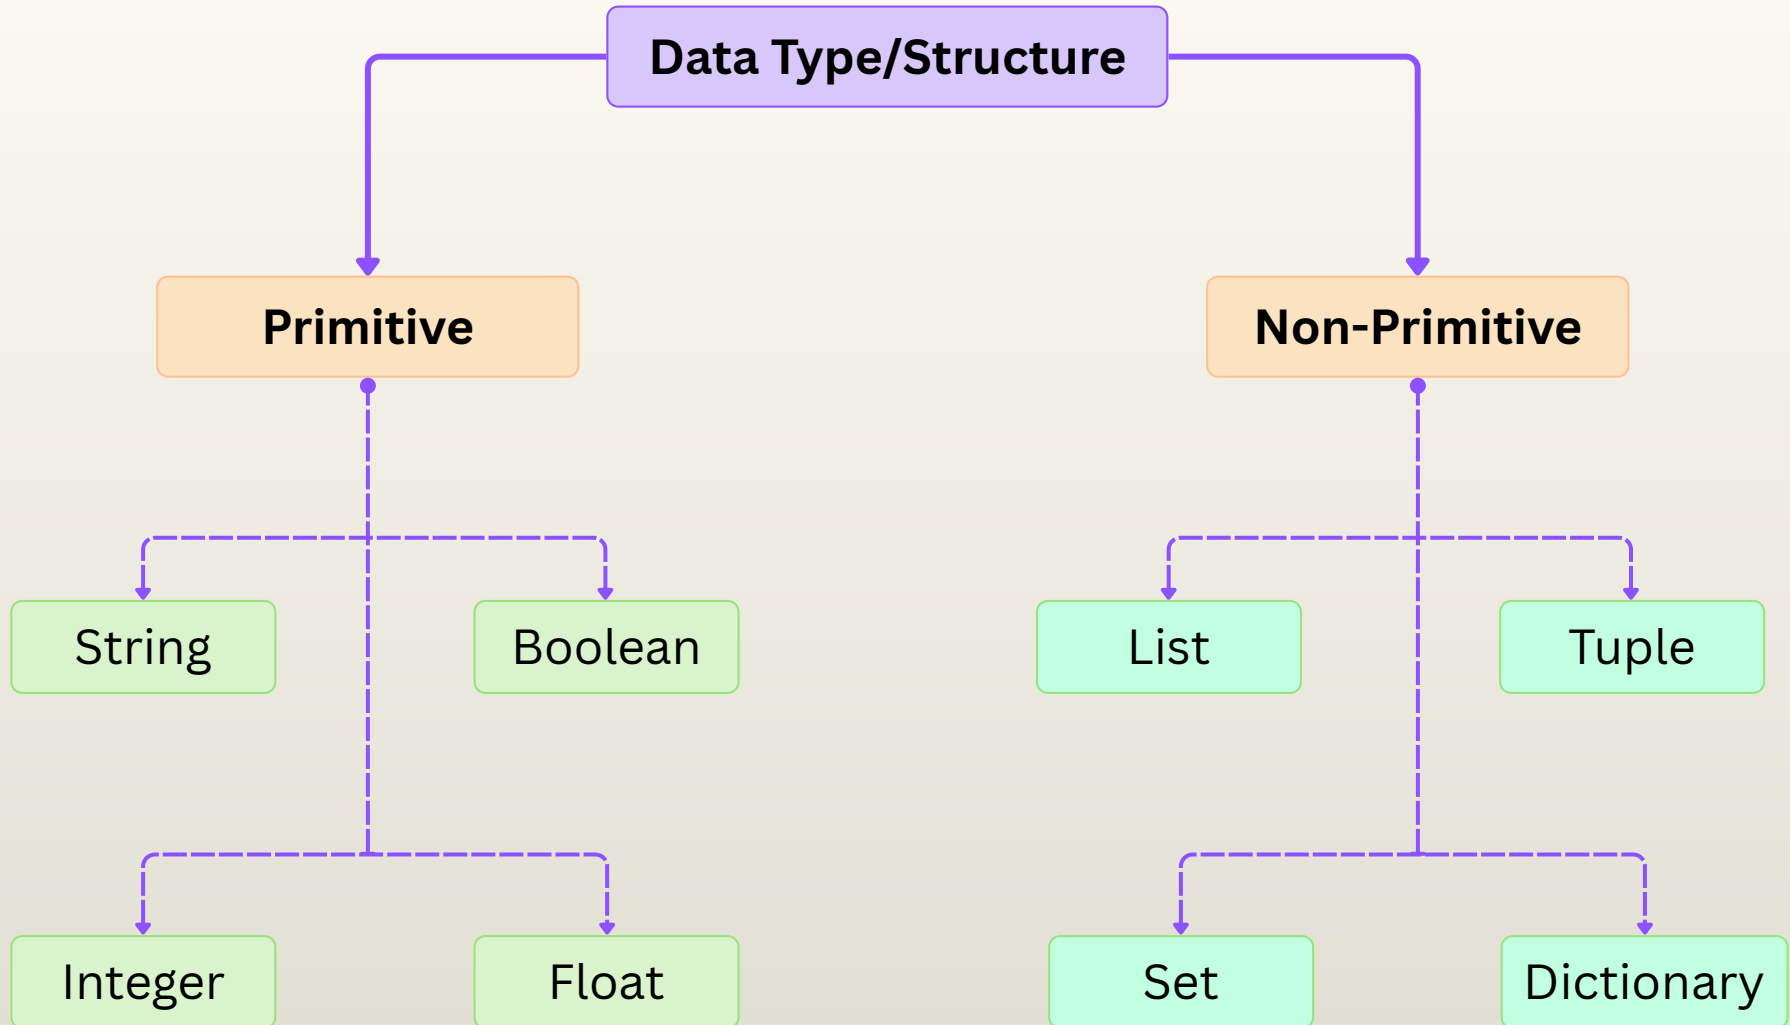 Data Type/Structure
Primitive
Non-Primitive
String
Boolean
List
Tuple
Integer
Float
Set
Dictionary